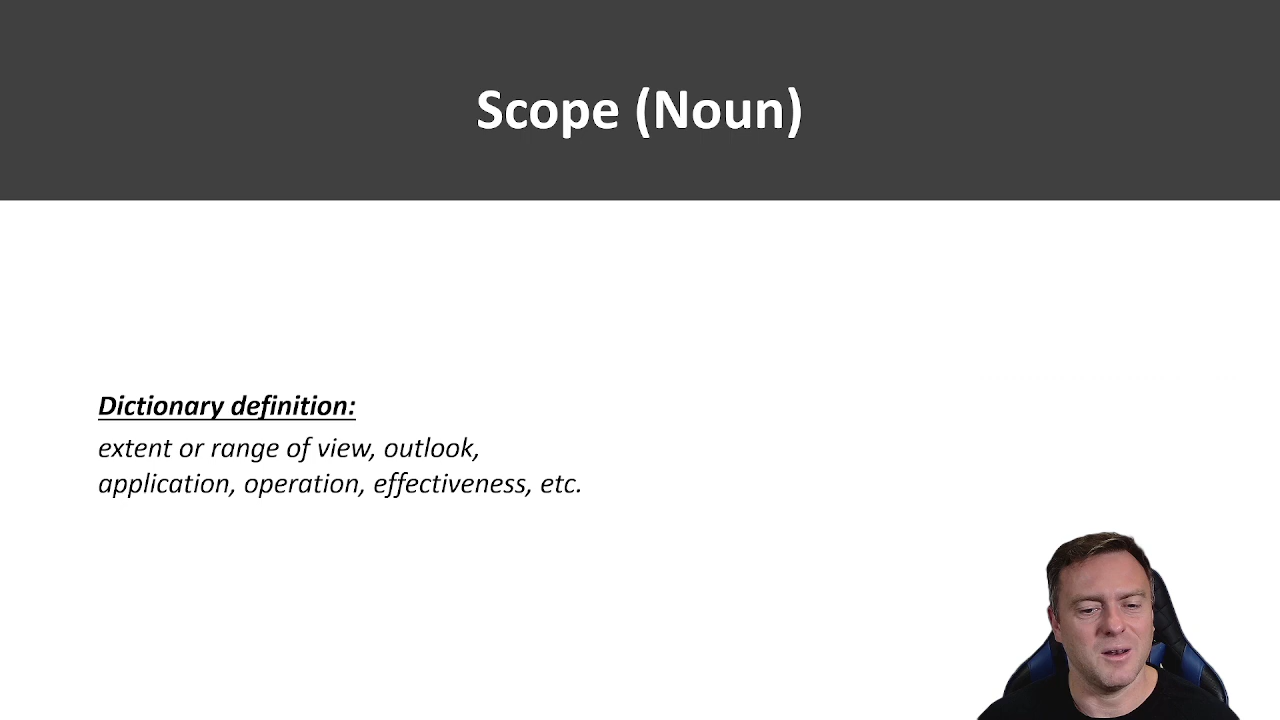 Scope (Noun)
Dictionary definition:
extent or range of view, outlook,
application, operation, effectiveness, etc.